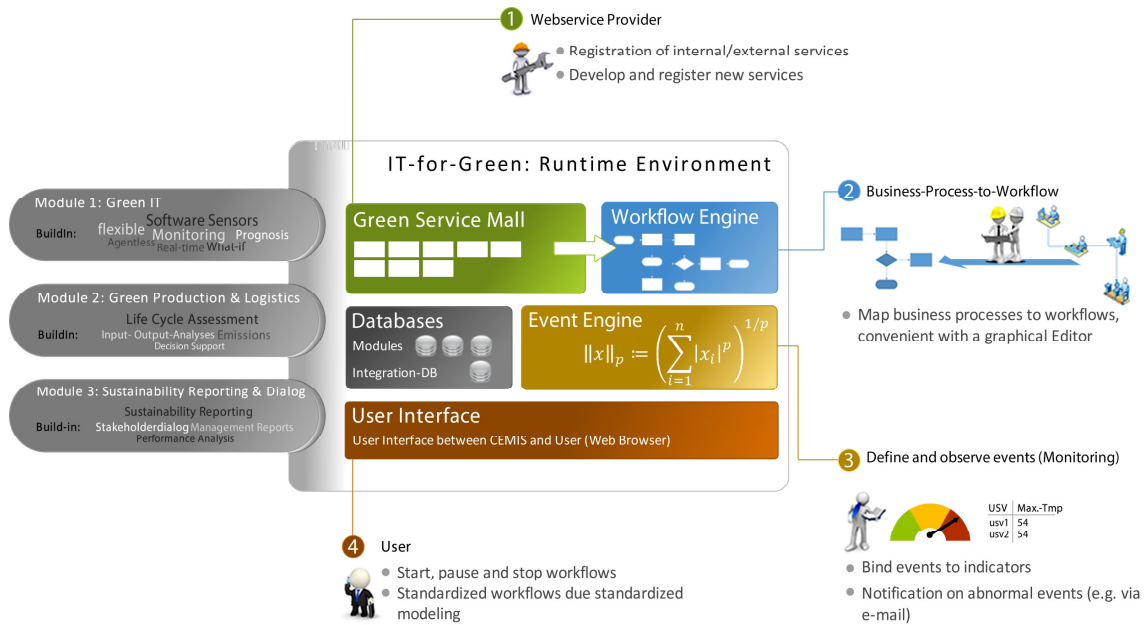 1 Webservice Provider
Registration of internal/external services
Develop and register new services
IT-for-Green: Runtime Environment
Module 1: Green IT
Software Sensors
BuildIn: flexible Monitoring Prognosis
Agentless Real-time What-if
Module 2: Green Production & Logistics
Life Cycle Assessment
BuildIn: Input- Output-Analyses Emissions
Decision Support
Module 3: Sustainability Reporting & Dialog
Sustainability Reporting
Build-in: Stakeholderdialog Management Reports
Performance Analysis
Green Service Mall
Workflow Engine
Databases
Modules
Integration-DB
Event Engine
‖x‖p ≔ (∑ni=1 |xi|^p)^1/p
User Interface
User Interface between CEMIS and User (Web Browser)
2 Business-Process-to-Workflow
Map business processes to workflows,
convenient with a graphical Editor
3 Define and observe events (Monitoring)
USV Max.-Tmp
usv1 54
usv2 54
Bind events to indicators
Notification on abnormal events (e.g. via
e-mail)
4 User
Start, pause and stop workflows
Standardized workflows due standardized
modeling